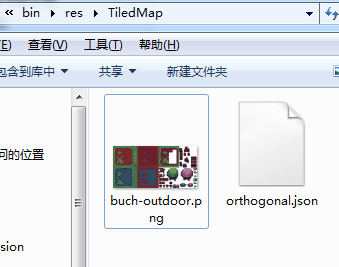 « bin ▸ res ▸ TiledMap
(E) 查看(V) 工具(T) 帮助(H)
包含到库中 共享 新建文件夹
问的位置
buch-outdoor.p
ng
orthogonal.json
sion